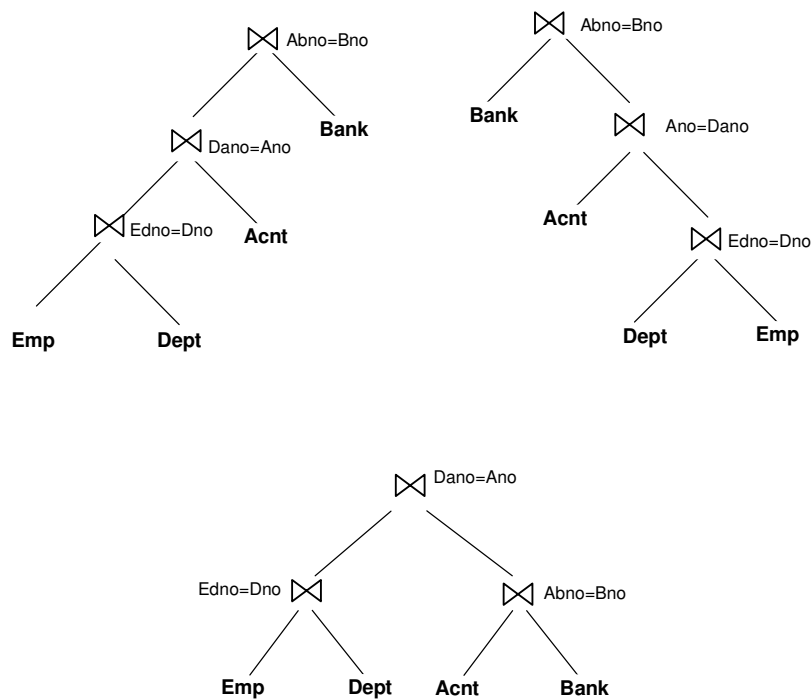 Abno=Bno
Bank
Dano=Ano
Acnt
Edno=Dno
Emp
Dept
Abno=Bno
Bank
Ano=Dano
Acnt
Edno=Dno
Dept
Emp
Dano=Ano
Edno=Dno
Abno=Bno
Emp
Dept
Acnt
Bank